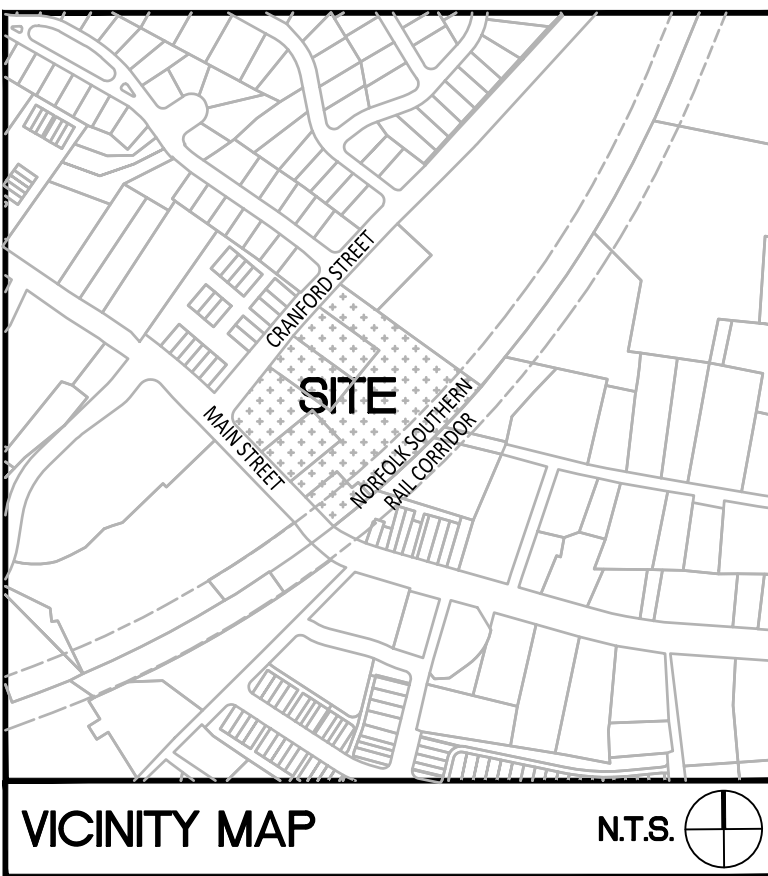 CRANFORD STREET
SITE
MAIN STREET
NORFOLK SOUTHERN
RAIL CORRIDOR
VICINITY MAP
N.T.S.